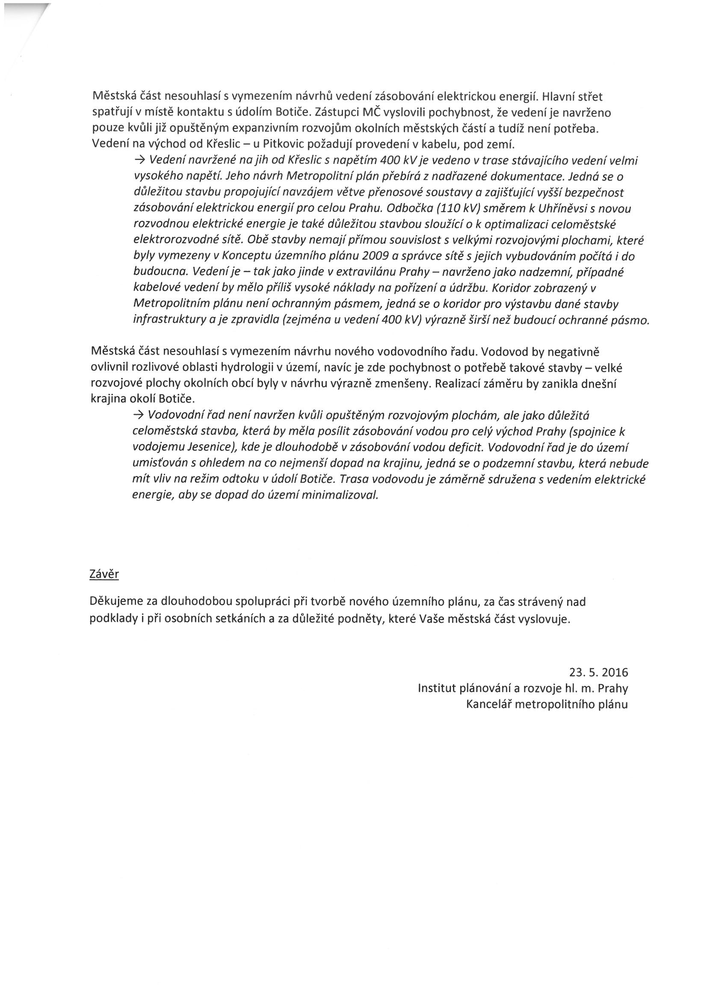 Městská část nesouhlasí s vymezením návrhů vedení zásobování elektrickou energií. Hlavní střet
spatřují v místě kontaktu s údolím Botiče. Zástupci MČ vyslovili pochybnost, že vedení je navrženo
pouze kvůli již opuštěným expanzivním rozvojům okolních městských částí a tudíž není potřeba.
Vedení na východ od Křeslic – u Pitkovic požadují provedení v kabelu, pod zemí.
→ Vedení navržené na jih od Křeslic s napětím 400 kV je vedeno v trase stávajícího vedení velmi
vysokého napětí. Jeho návrh Metropolitní plán přebírá z nadřazené dokumentace. Jedná se o
důležitou stavbu propojující navzájem větve přenosové soustavy a zajišťující vyšší bezpečnost
zásobování elektrickou energií pro celou Prahu. Odbočka (110 kV) směrem k Uhříněvsi s novou
rozvodnou elektrické energie je také důležitou stavbou sloužící o k optimalizaci celoměstské
elektrorozvodné sítě. Obě stavby nemají přímou souvislost s velkými rozvojovými plochami, které
byly vymezeny v Konceptu územního plánu 2009 a správce sítě s jejich vybudováním počítá i do
budoucna. Vedení je – tak jako jinde v extravilánu Prahy – navrženo jako nadzemní, případné
kabelové vedení by mělo příliš vysoké náklady na pořízení a údržbu. Koridor zobrazený v
Metropolitním plánu není ochranným pásmem, jedná se o koridor pro výstavbu dané stavby
infrastruktury a je zpravidla (zejména u vedení 400 kV) výrazně širší než budoucí ochranné pásmo.
Městská část nesouhlasí s vymezením návrhu nového vodovodního řadu. Vodovod by negativně
ovlivnil rozlivové oblasti hydrologii v území, navíc je zde pochybnost o potřebě takové stavby – velké
rozvojové plochy okolních obcí byly v návrhu výrazně zmenšeny. Realizací záměru by zanikla dnešní
krajina okolí Botiče.
→ Vodovodní řad není navržen kvůli opuštěným rozvojovým plochám, ale jako důležitá
celoměstská stavba, která by měla posílit zásobování vodou pro celý východ Prahy (spojnice k
vodojemu Jesenice), kde je dlouhodobě v zásobování vodou deficit. Vodovodní řad je do území
umisťován s ohledem na co nejmenší dopad na krajinu, jedná se o podzemní stavbu, která nebude
mít vliv na režim odtoku v údolí Botiče. Trasa vodovodu je záměrně sdružena s vedením elektrické
energie, aby se dopad do území minimalizoval.
Závěr
Děkujeme za dlouhodobou spolupráci při tvorbě nového územního plánu, za čas strávený nad
podklady i při osobních setkáních a za důležité podněty, které Vaše městská část vyslovuje.
23. 5. 2016
Institut plánování a rozvoje hl. m. Prahy
Kancelář metropolitního plánu